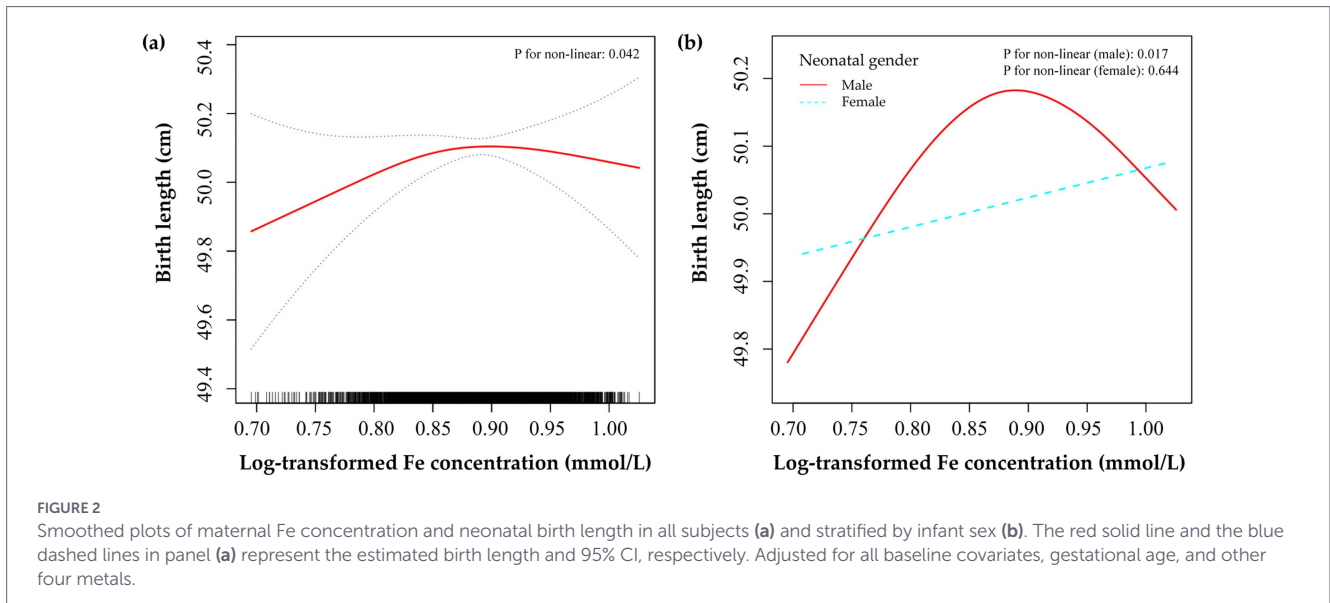 (a)
P for non-linear: 0.042
Birth length (cm)
50.4
50.2
50.0
49.8
49.6
49.4
0.70 0.75 0.80 0.85 0.90 0.95 1.00
Log-transformed Fe concentration (mmol/L)
(b)
Neonatal gender
Male
Female
P for non-linear (male): 0.017
P for non-linear (female): 0.644
Birth length (cm)
50.2
50.1
50.0
49.9
49.8
0.70 0.75 0.80 0.85 0.90 0.95 1.00
Log-transformed Fe concentration (mmol/L)
FIGURE 2
Smoothed plots of maternal Fe concentration and neonatal birth length in all subjects (a) and stratified by infant sex (b). The red solid line and the blue
dashed lines in panel (a) represent the estimated birth length and 95% CI, respectively. Adjusted for all baseline covariates, gestational age, and other
four metals.